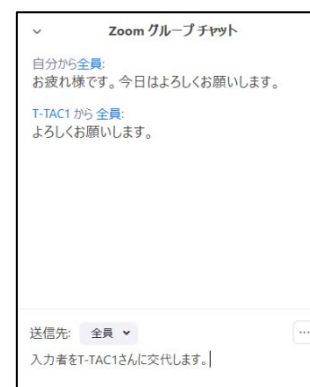 Zoom グループ チャット
自分から全員:
お疲れ様です。今日はよろしくお願いします。
T-TAC1 から 全員:
よろしくお願いします。
送信先: 全員
入力者をT-TAC1さんに交代します。